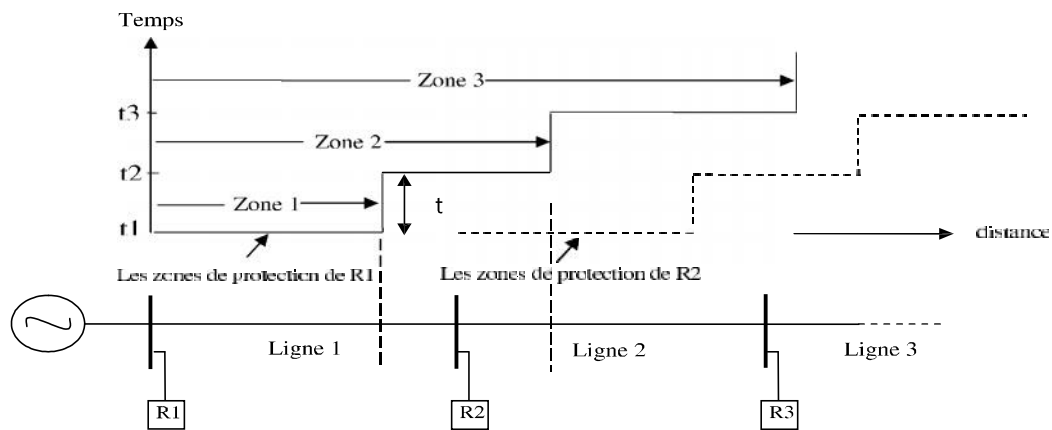 Temps
Zone 3
t3
Zone 2
t2
Zone 1
t
t1
distance
Les zones de protection de R1
Les zones de protection de R2
Ligne 1
Ligne 2
Ligne 3
R1
R2
R3